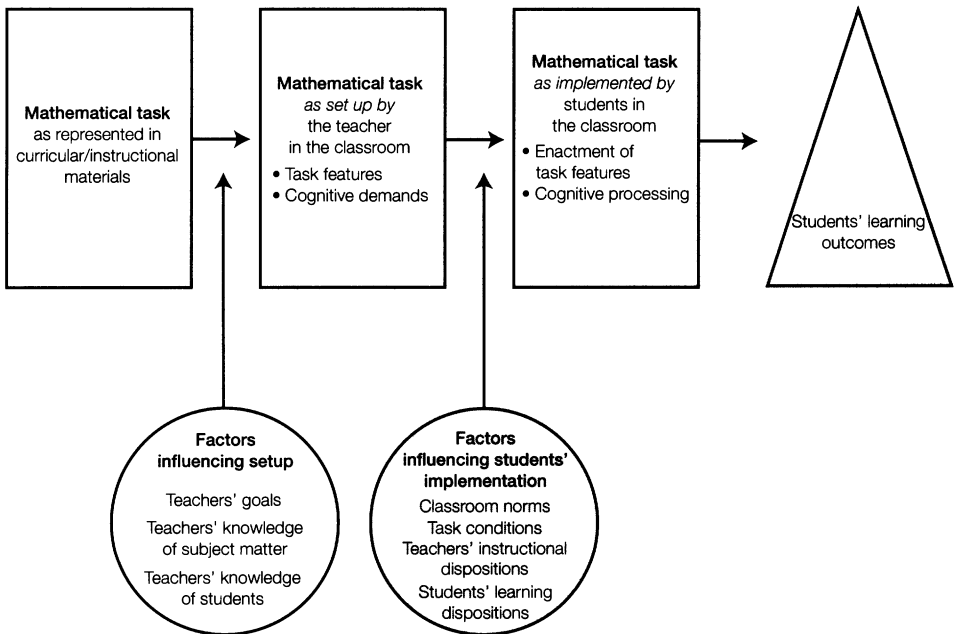 Mathematical task
as represented in
curricular/instructional
materials
Mathematical task
as set up by
the teacher
in the classroom
• Task features
• Cognitive demands
Mathematical task
as implemented by
students in
the classroom
• Enactment of
task features
• Cognitive processing
Students' learning
outcomes
Factors
influencing setup
Teachers' goals
Teachers' knowledge
of subject matter
Teachers' knowledge
of students
Factors
influencing students'
implementation
Classroom norms
Task conditions
Teachers' instructional
dispositions
Students' learning
dispositions